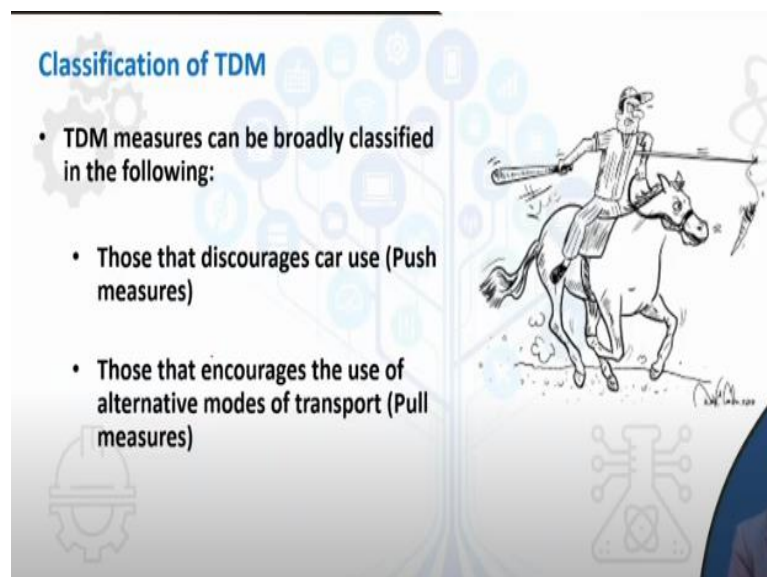 Classification of TDM
• TDM measures can be broadly classified
in the following:
• Those that discourages car use (Push
measures)
• Those that encourages the use of
alternative modes of transport (Pull
measures)